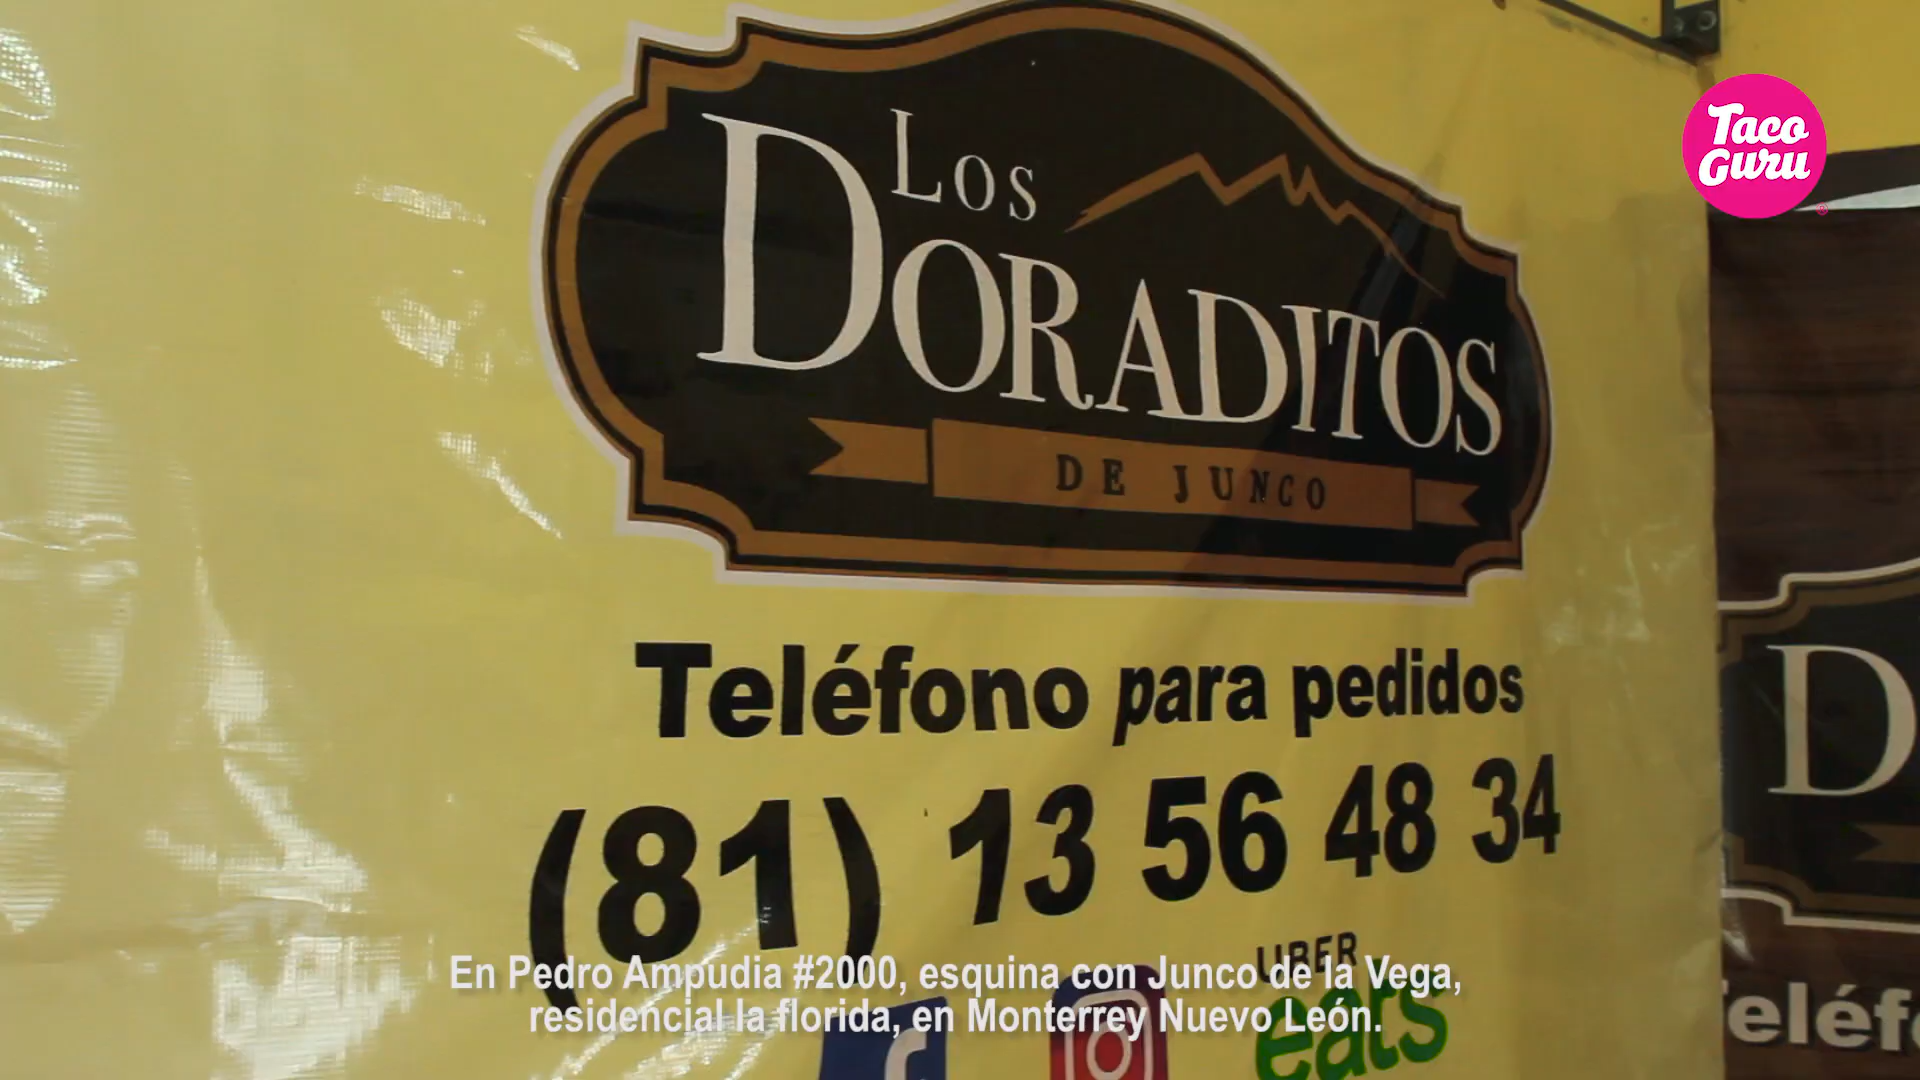 Taco
Guru
LOS
DORADITOS
DE JUNCO
Teléfono para pedidos
(81) 13 56 48 34
UBER
eats
En Pedro Ampudia #2000, esquina con Junco de la Vega,
residencial la florida, en Monterrey Nuevo León.
D
Teléf